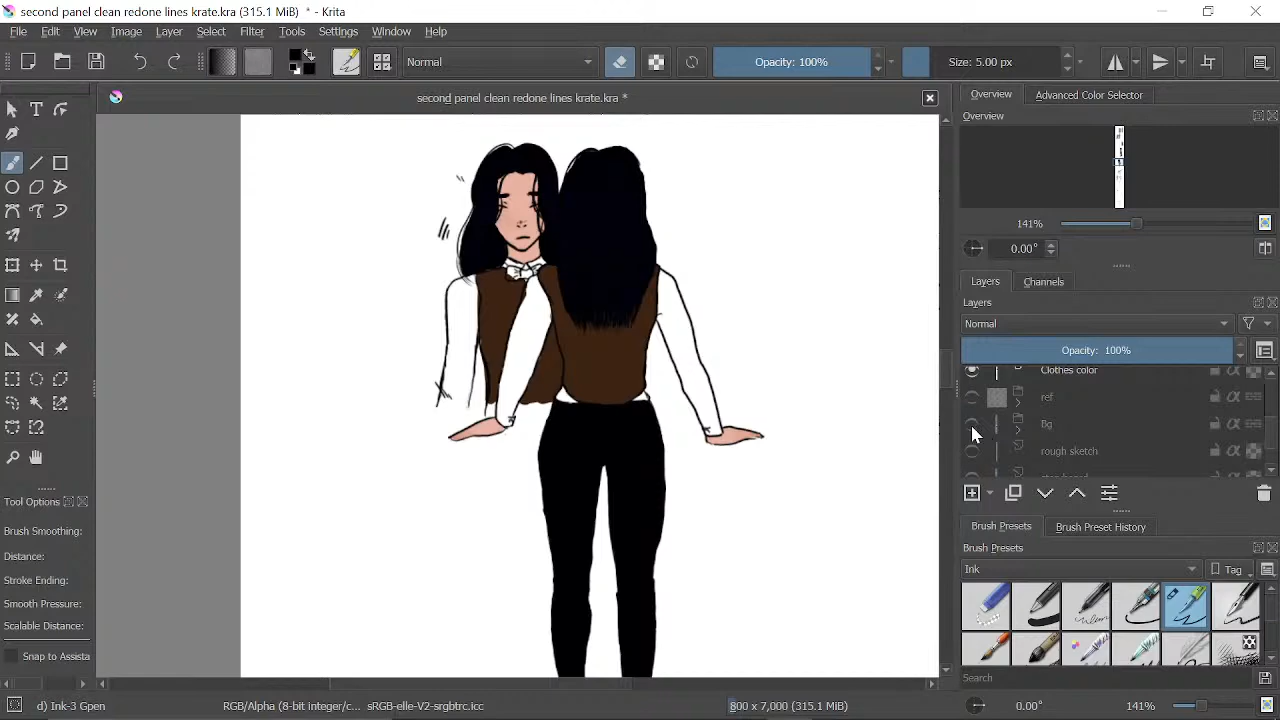 second panel clean redone lines krate.kra (315.1 MiB) * - Krita
File Edit View Image Layer Select Filter Tools Settings Window Help
Normal
Opacity: 100%
Size: 5.00 px
second panel clean redone lines krate.kra *
Overview Advanced Color Selector
Overview
141%
0.00°
Layers Channels
Layers
Normal
Opacity: 100%
Clothes color
ref
Bg
rough sketch
Brush Presets Brush Preset History
Brush Presets
Ink Tag
Search
Tool Options
Brush Smoothing:
Distance:
Stroke Ending:
Smooth Pressure:
Scalable Distance:
Snap to Assista
d) Ink-3 Gpen RGB/Alpha (8-bit integer/c... sRGB-elle-V2-srgbtrc.icc 800 x 7,000 (315.1 MiB) 0.00° 141%